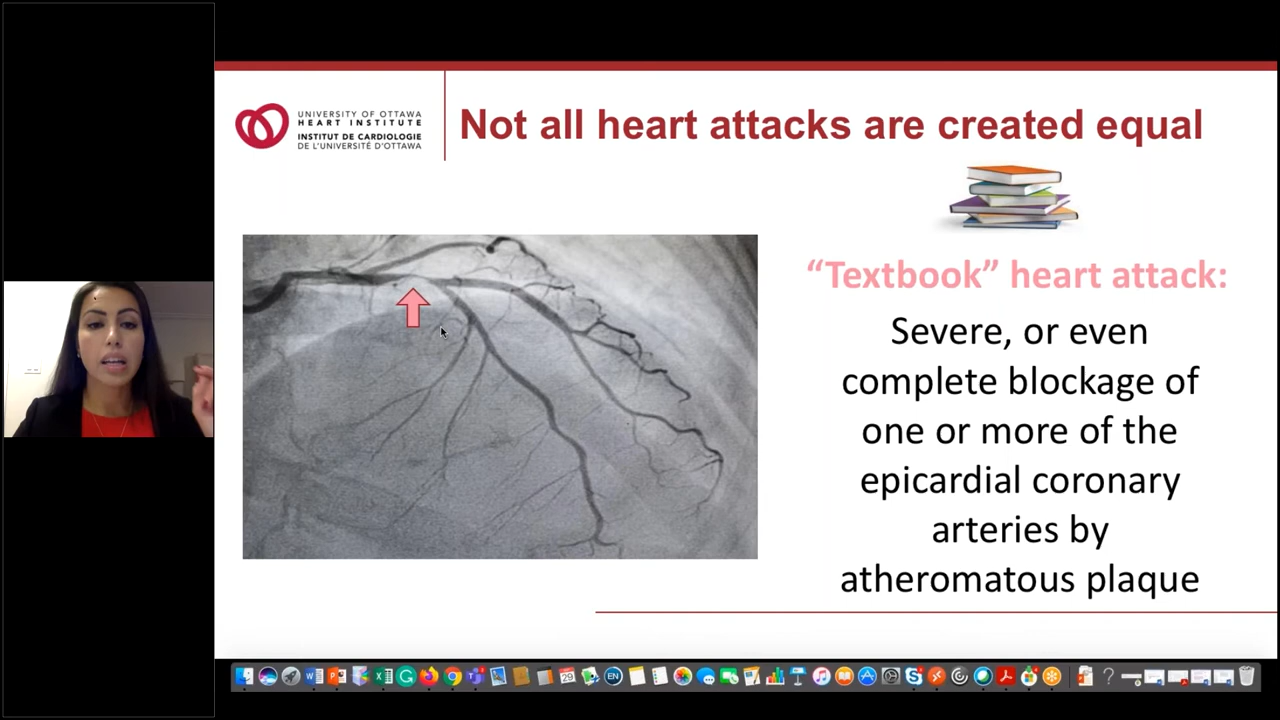 UNIVERSITY OF OTTAWA
HEART INSTITUTE
INSTITUT DE CARDIOLOGIE
DE L'UNIVERSITÉ D'OTTAWA
Not all heart attacks are created equal
“Textbook” heart attack:
Severe, or even
complete blockage of
one or more of the
epicardial coronary
arteries by
atheromatous plaque
29
EN